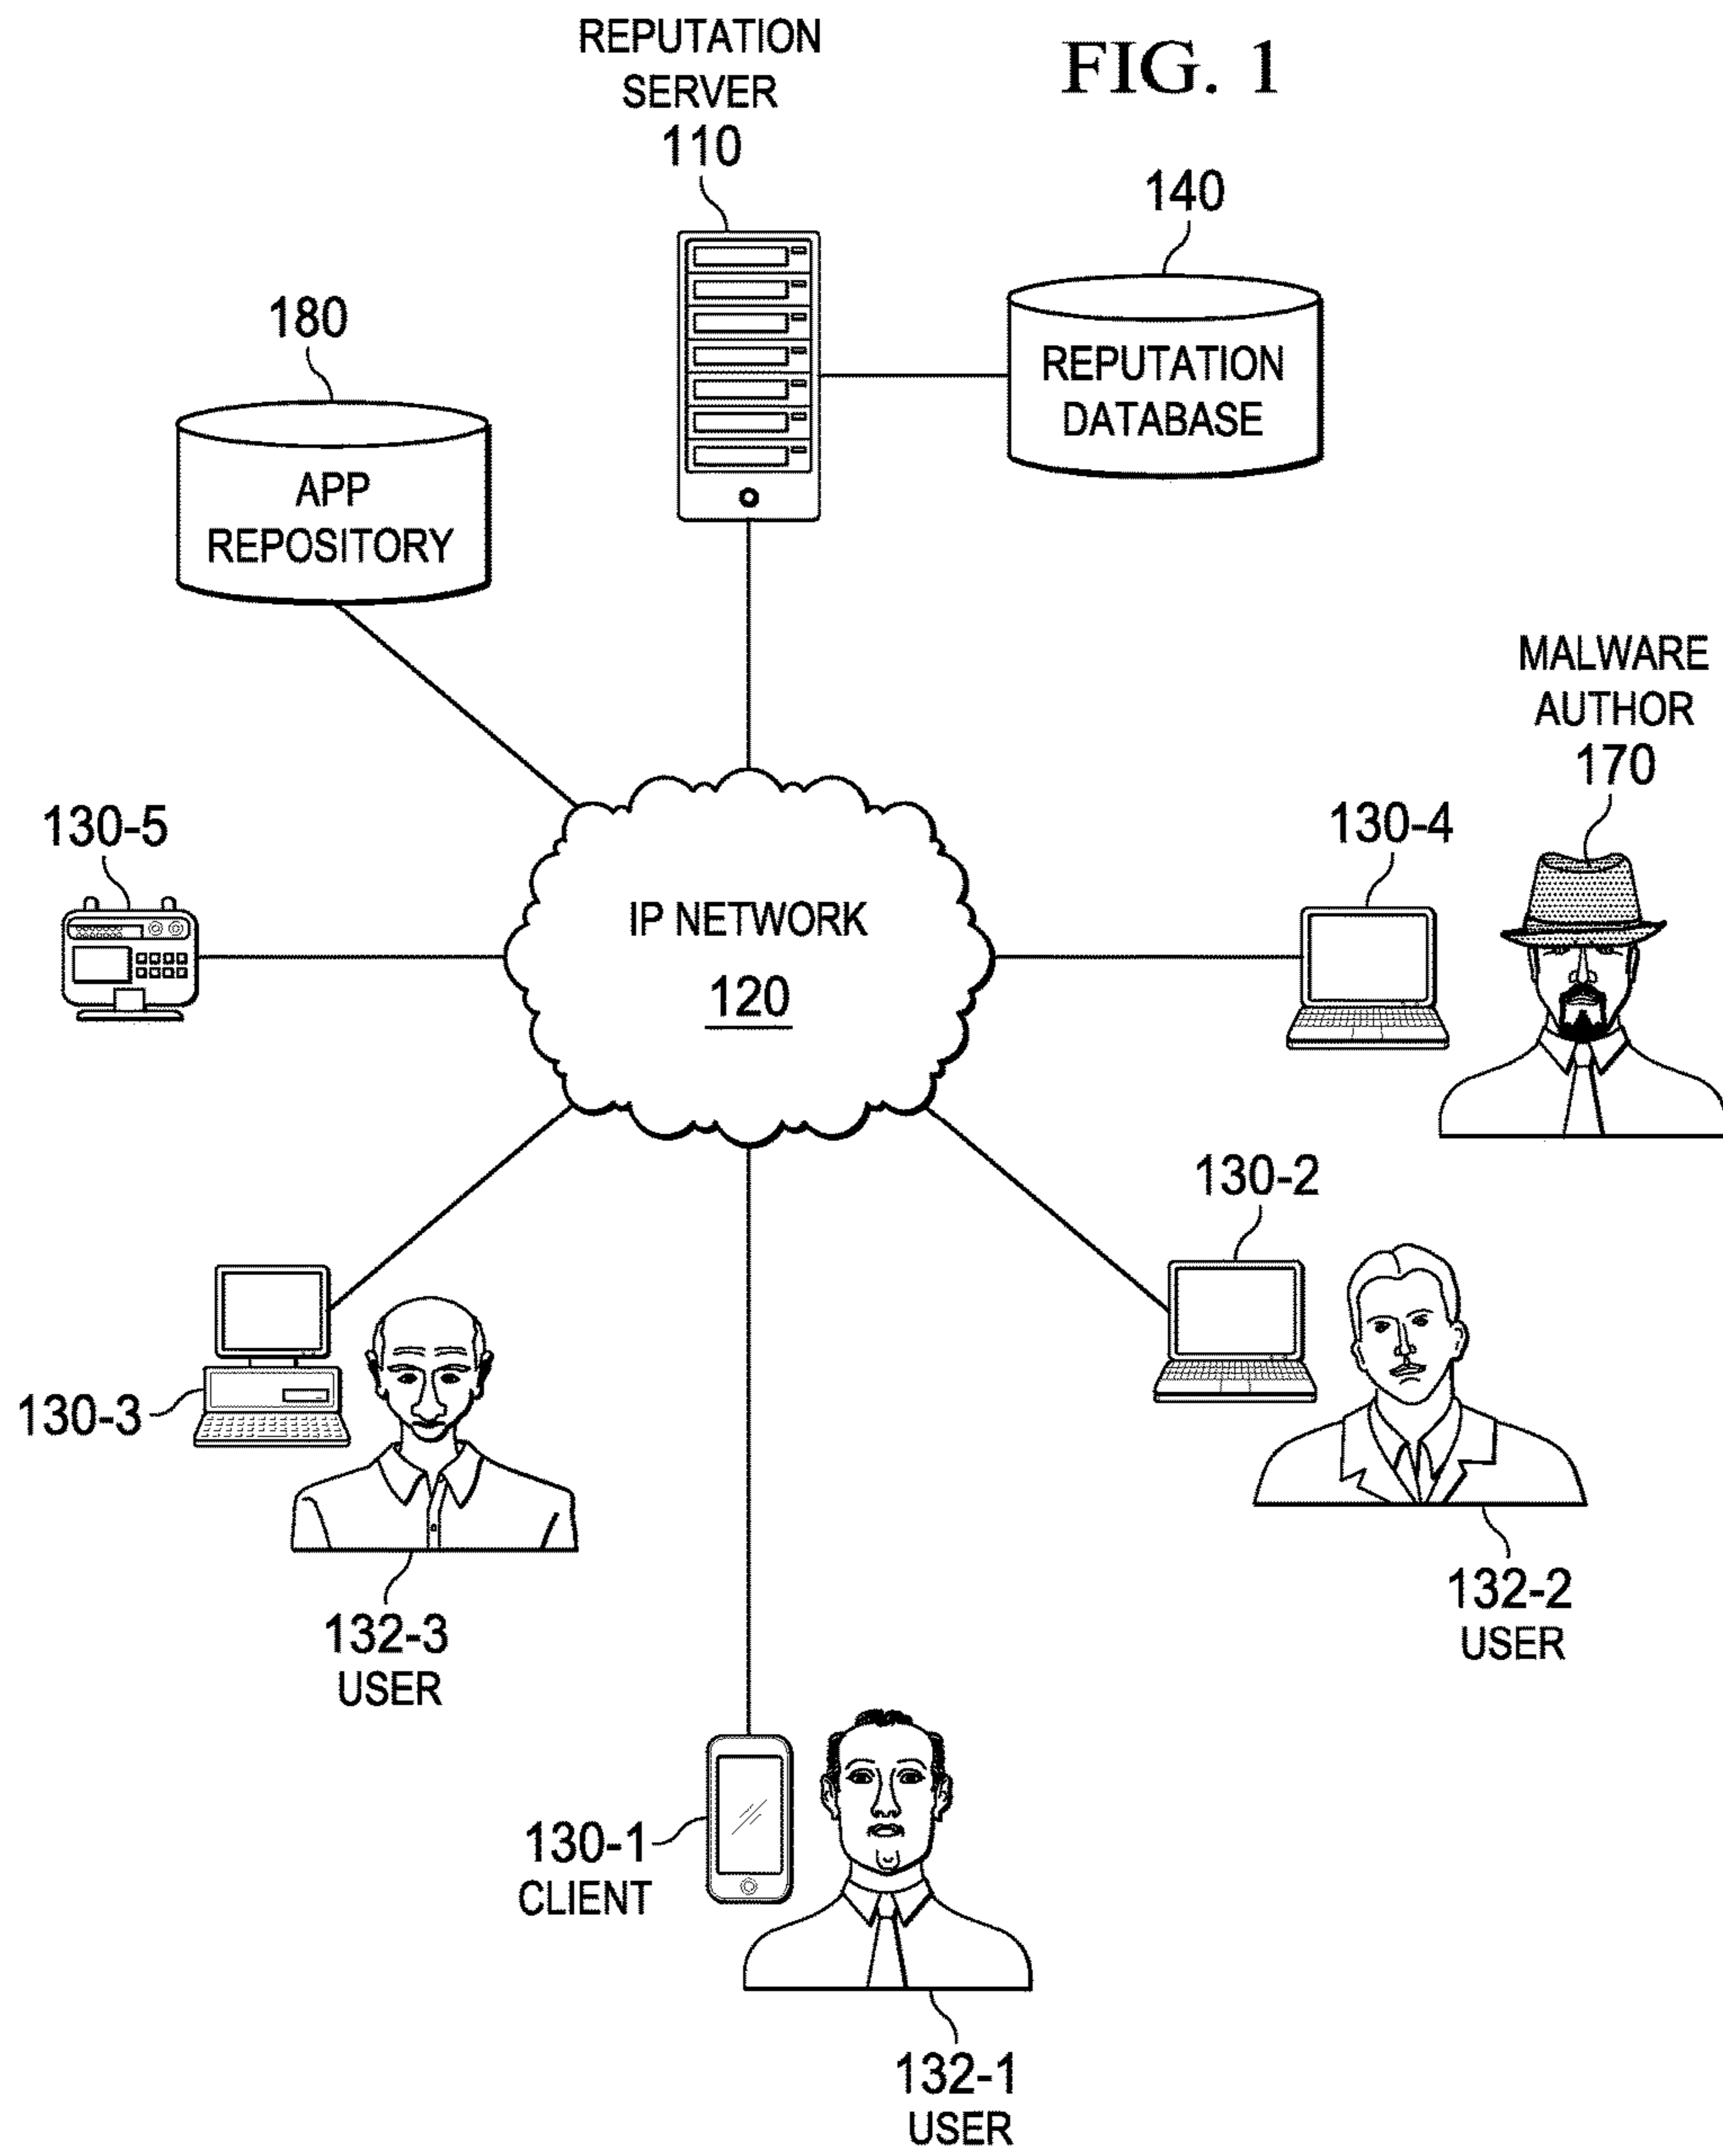 REPUTATION
SERVER
110
FIG. 1
140
REPUTATION
DATABASE
180
APP
REPOSITORY
MALWARE
AUTHOR
170
130-5
130-4
IP NETWORK
120
130-2
130-3
132-3
USER
132-2
USER
130-1
CLIENT
132-1
USER